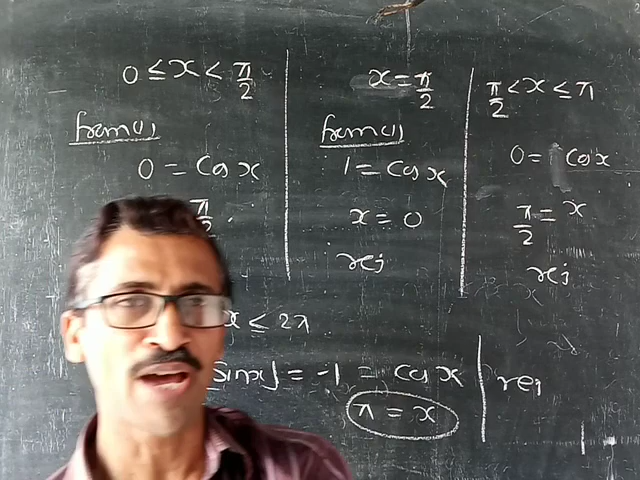 0 ≤ x < π/2
from (1)
0 = Cos x
π/2
x = π/2
from (1)
1 = Cos x
x = 0
rej
π/2 < x ≤ π
0 = Cos x
π/2 = x
rej
x ≤ 2π
Sin x] = -1 = Cos x
π = x
rej